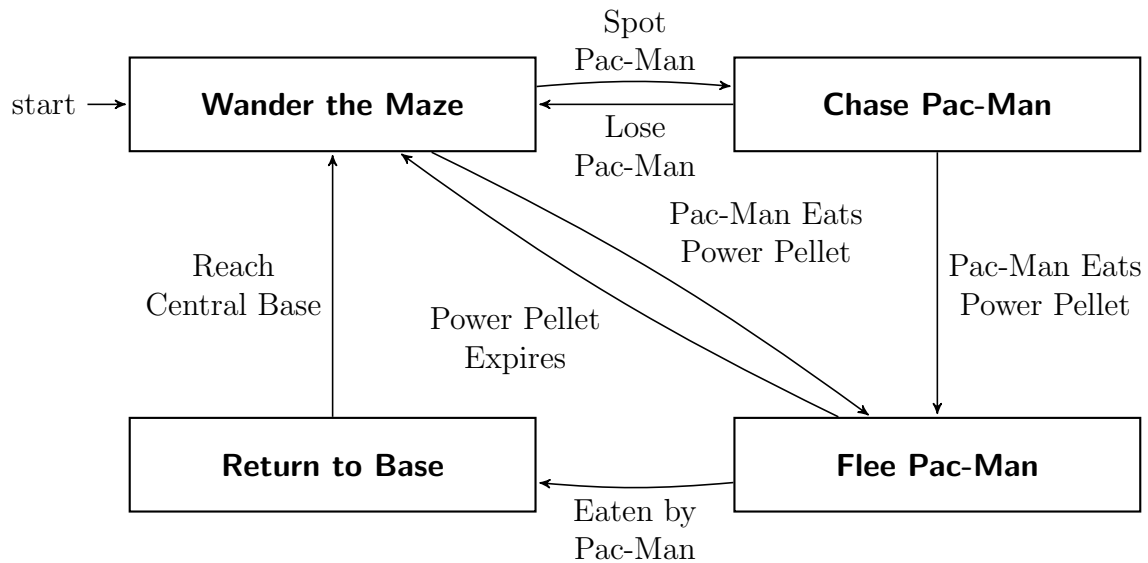 Spot
Pac-Man
start
Wander the Maze
Chase Pac-Man
Lose
Pac-Man
Pac-Man Eats
Power Pellet
Reach
Central Base
Pac-Man Eats
Power Pellet
Power Pellet
Expires
Return to Base
Flee Pac-Man
Eaten by
Pac-Man